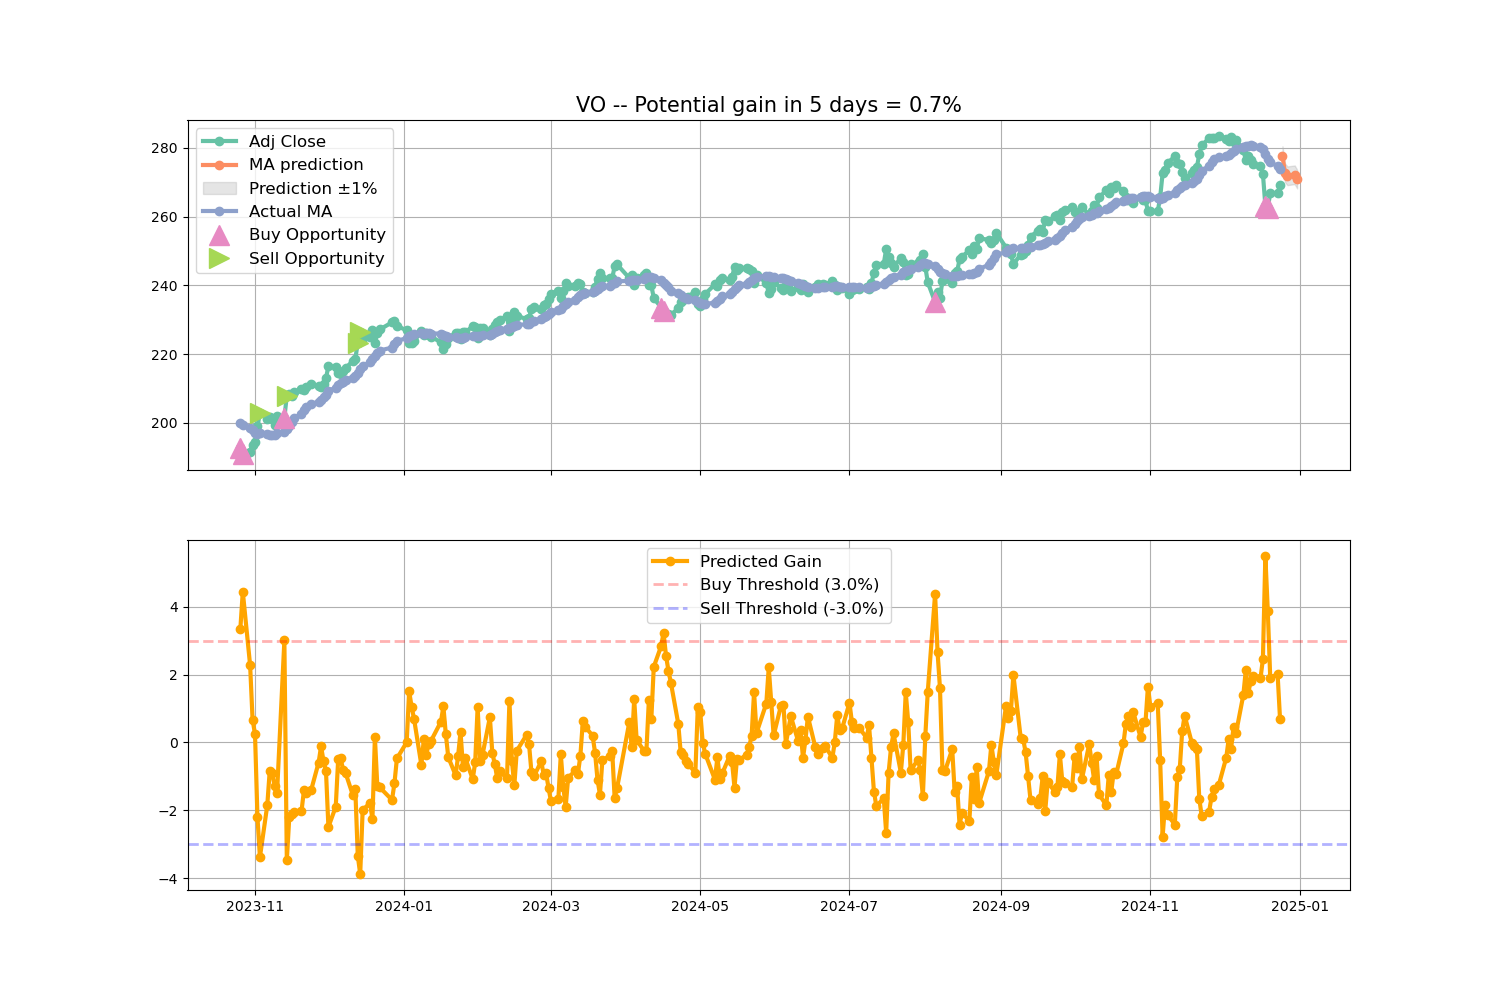 VO -- Potential gain in 5 days = 0.7%
Adj Close
MA prediction
Prediction ±1%
Actual MA
Buy Opportunity
Sell Opportunity
280
260
240
220
200
Predicted Gain
Buy Threshold (3.0%)
Sell Threshold (-3.0%)
4
2
0
−2
−4
2023-11
2024-01
2024-03
2024-05
2024-07
2024-09
2024-11
2025-01